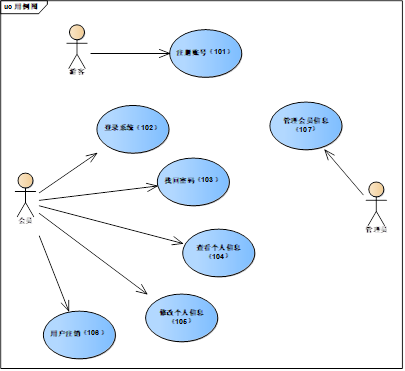 uc 用例图
游客
注册账号（101）
登录系统（102）
管理会员信息
（107）
找回密码（103）
会员
管理员
查看个人信息
（104）
修改个人信息
（105）
用户注销（106）